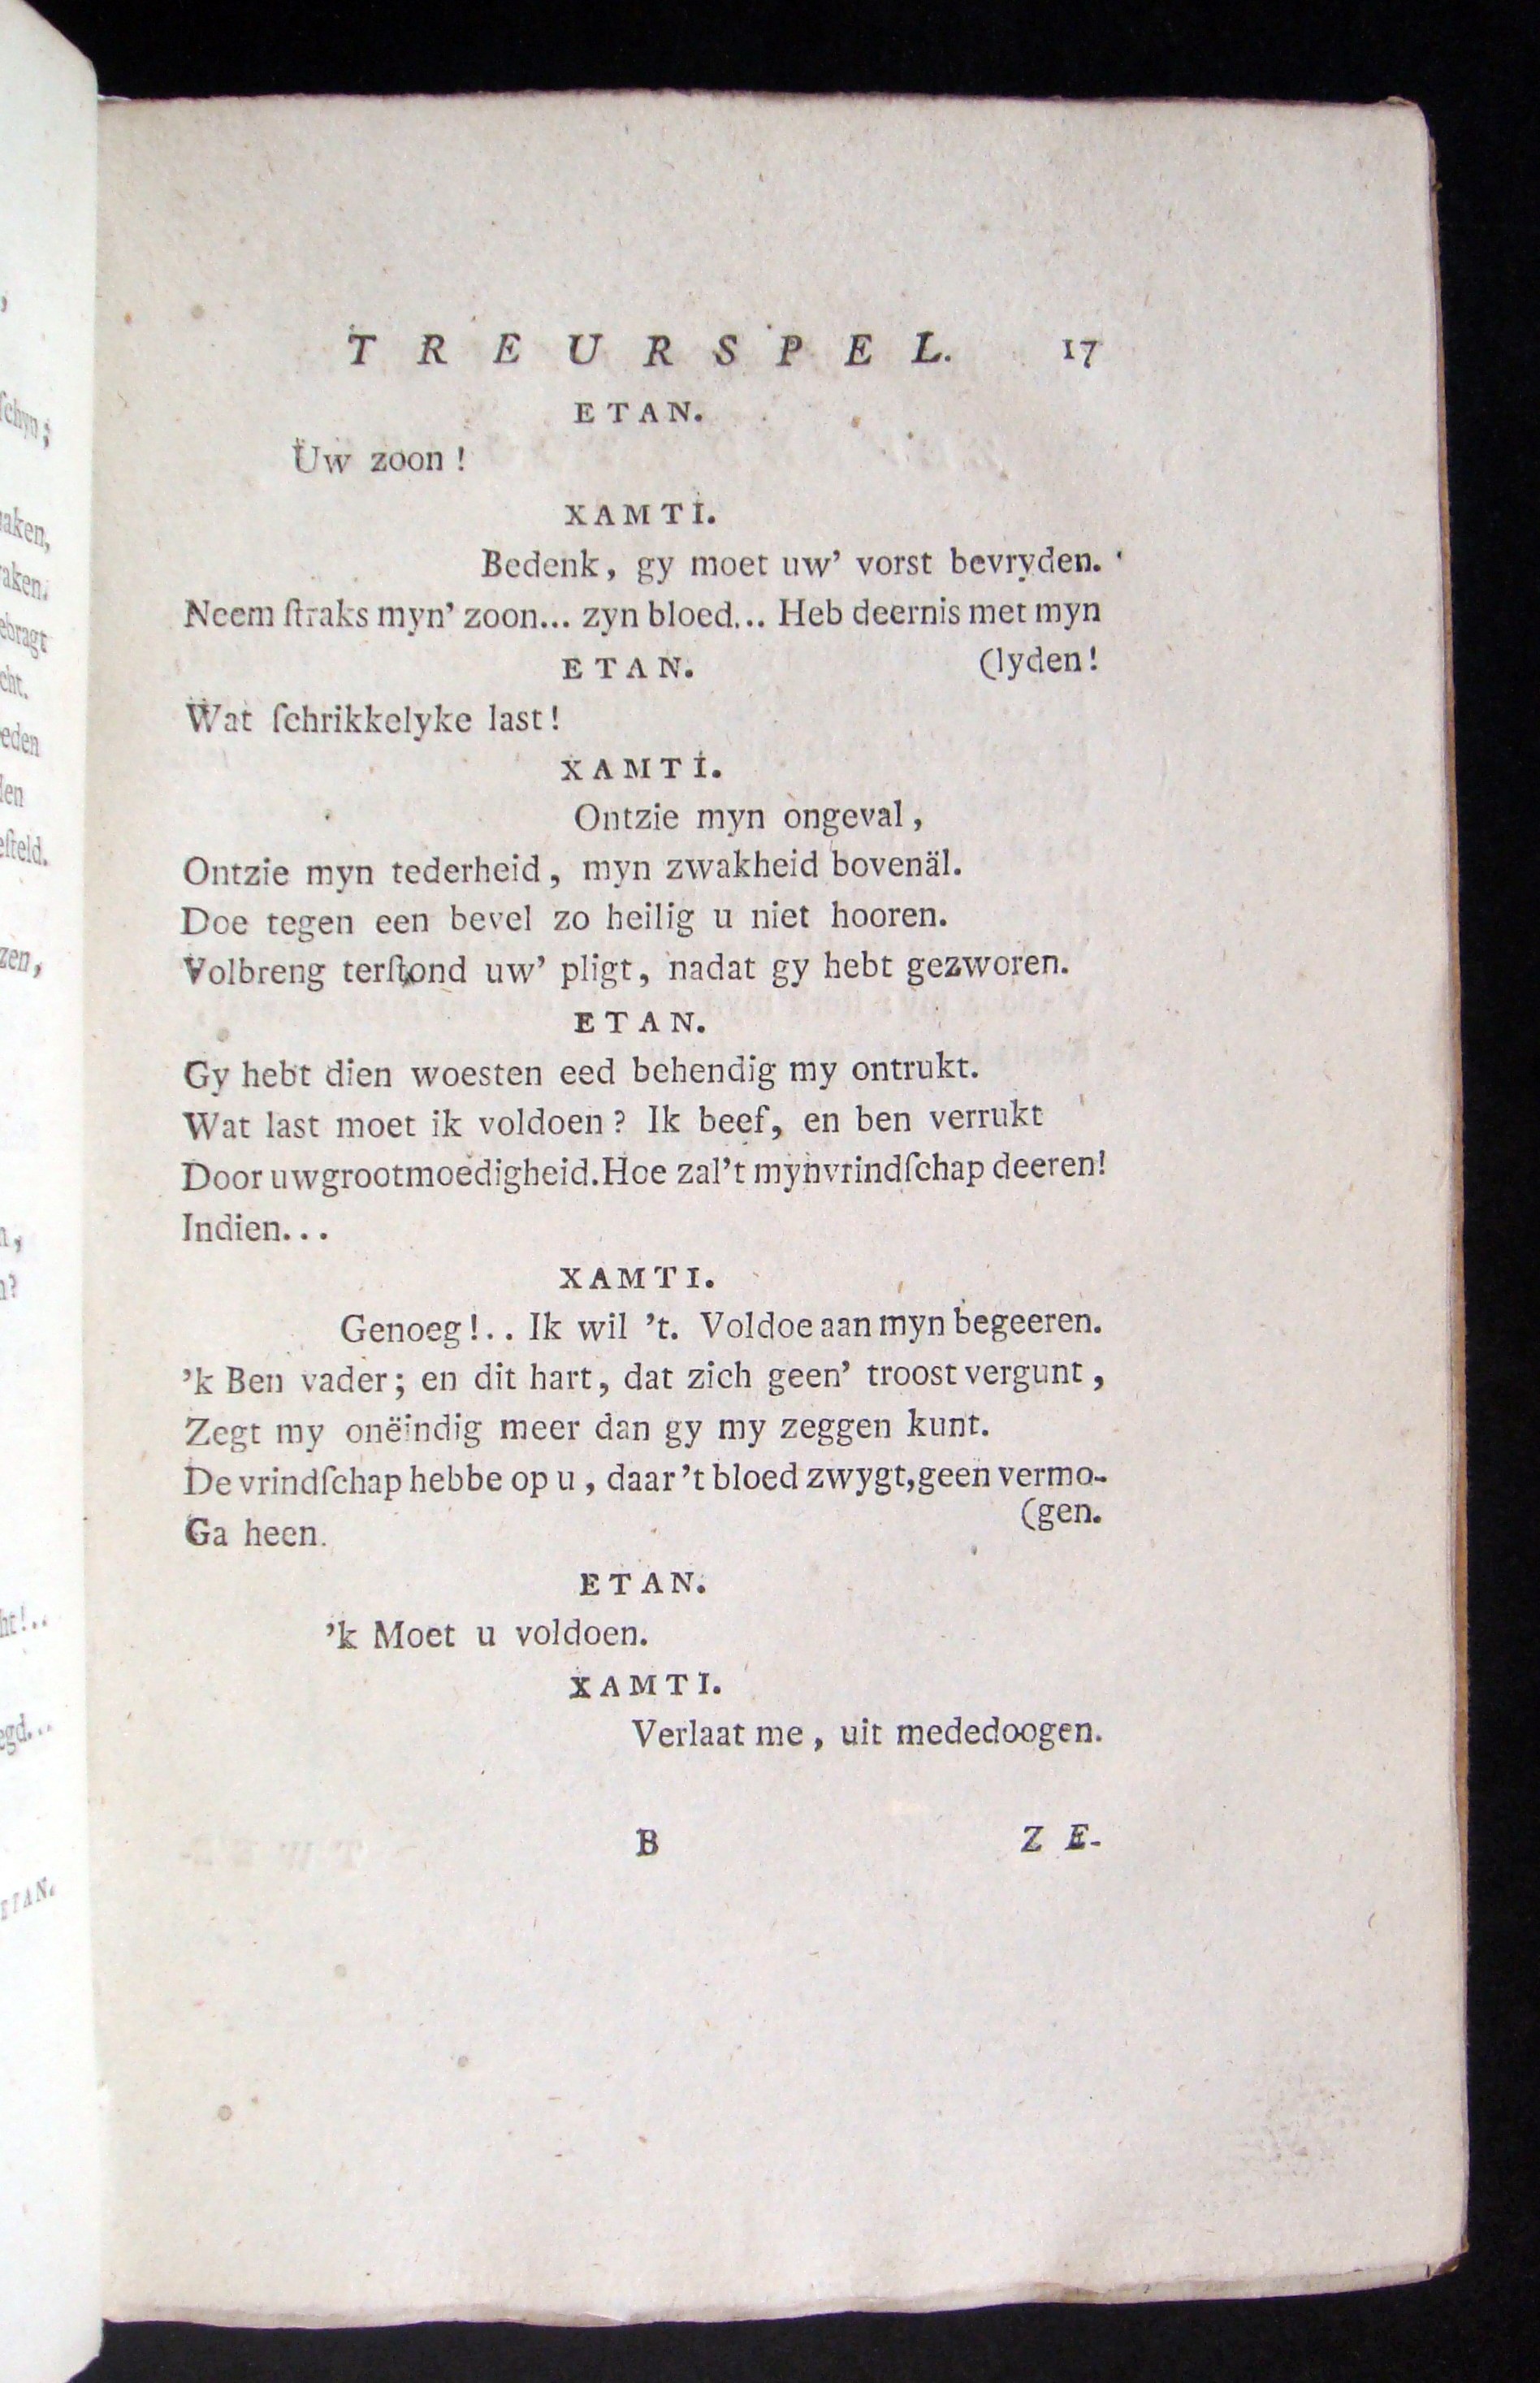 TREURSPEL. 17
ETAN.
Uw zoon!
XAMTI.
Bedenk, gy moet uw' vorst bevryden.
Neem ſtraks myn' zoon... zyn bloed... Heb deernis met myn
(lyden!
ETAN.
Wat ſchrikkelyke last!
XAMTI.
Ontzie myn ongeval,
Ontzie myn tederheid, myn zwakheid bovenäl.
Doe tegen een bevel zo heilig u niet hooren.
Volbreng terſtond uw' pligt, nadat gy hebt gezworen.
ETAN.
Gy hebt dien woesten eed behendig my ontrukt.
Wat last moet ik voldoen? Ik beef, en ben verrukt
Door uw grootmoedigheid. Hoe zal 't myn vrindſchap deeren!
Indien...
XAMTI.
Genoeg!.. Ik wil 't. Voldoe aan myn begeeren.
'k Ben vader; en dit hart, dat zich geen' troost vergunt,
Zegt my onëindig meer dan gy my zeggen kunt.
De vrindſchap hebbe op u, daar 't bloed zwygt, geen vermo-
(gen.
Ga heen.
ETAN.
'k Moet u voldoen.
XAMTI.
Verlaat me, uit mededoogen.
B ZE-